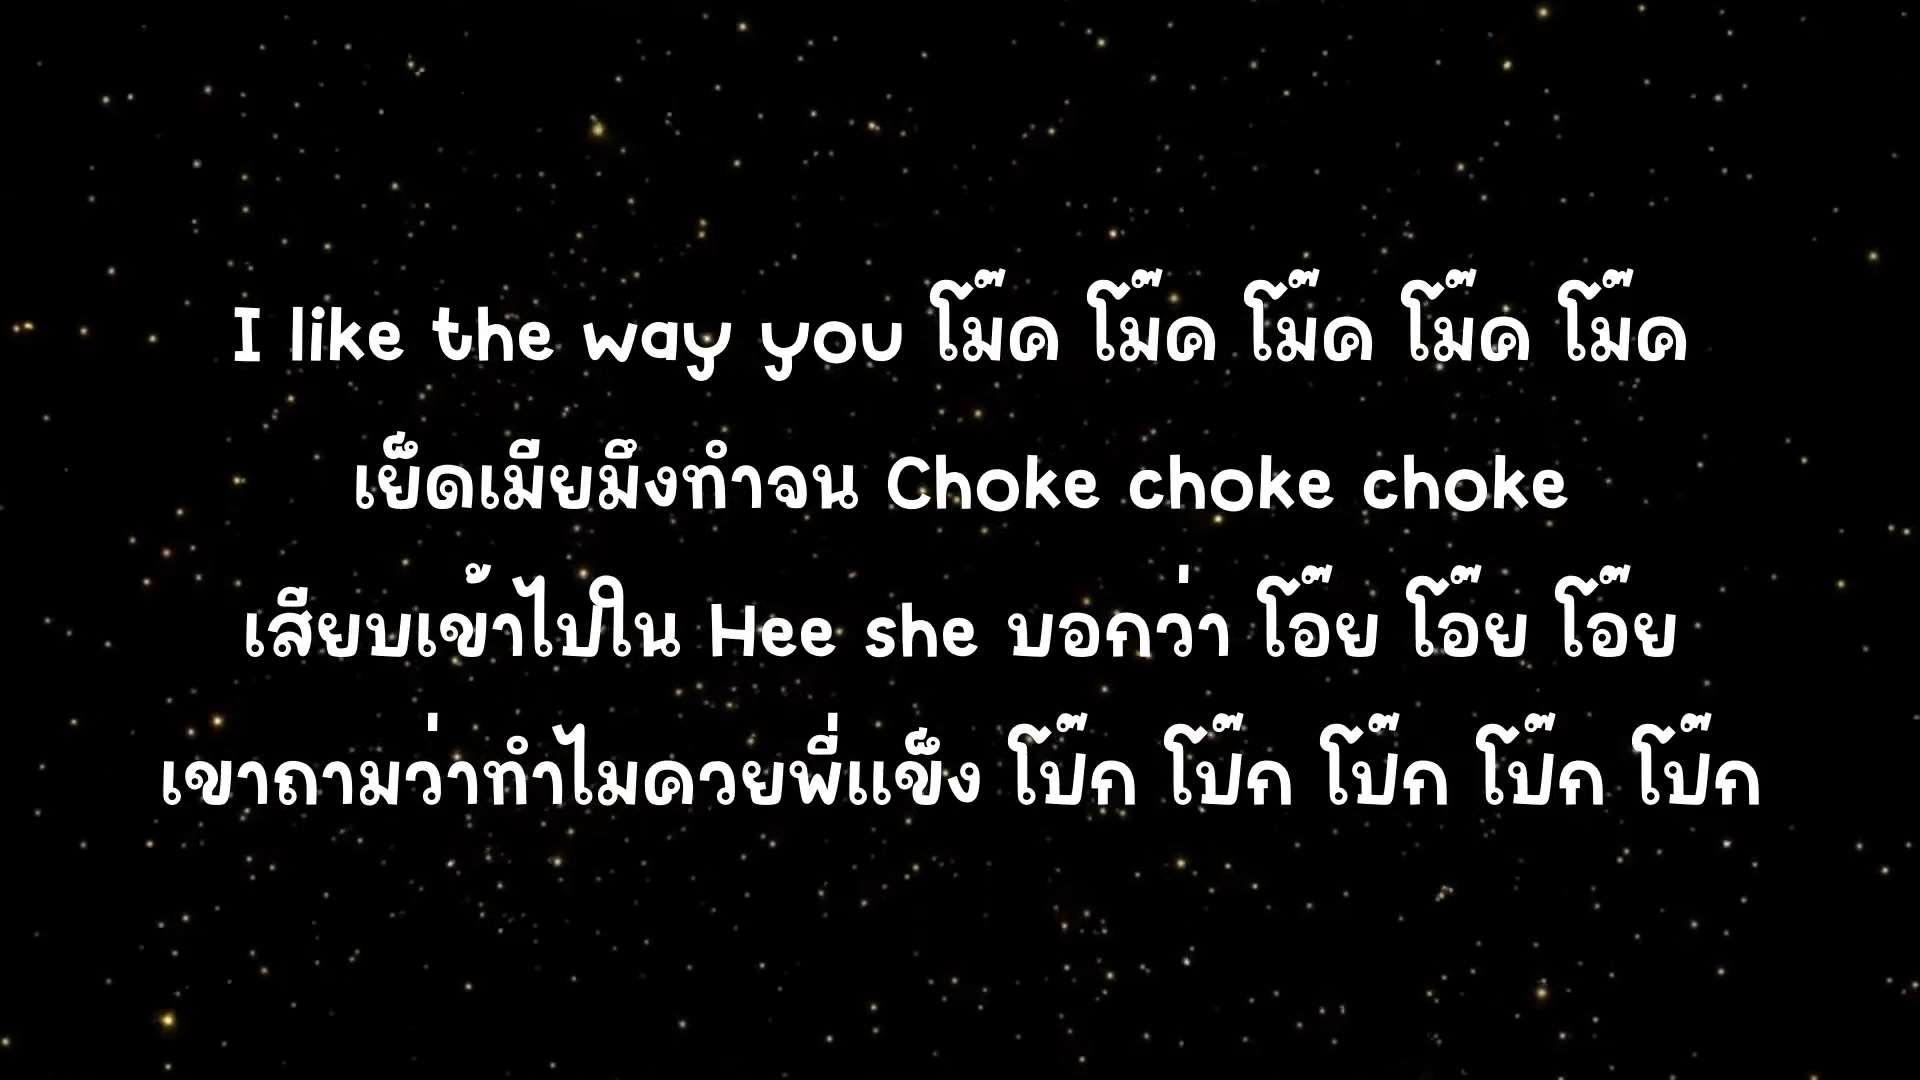 I like the way you โม๊ค โม๊ค โม๊ค โม๊ค โม๊ค
เย็ดเมียมึงทำจน Choke choke choke
เสียบเข้าไปใน Hee she บอกว่า โอ๊ย โอ๊ย โอ๊ย
เขาถามว่าทำไมควยพี่แข็ง โป๊ก โป๊ก โป๊ก โป๊ก โป๊ก